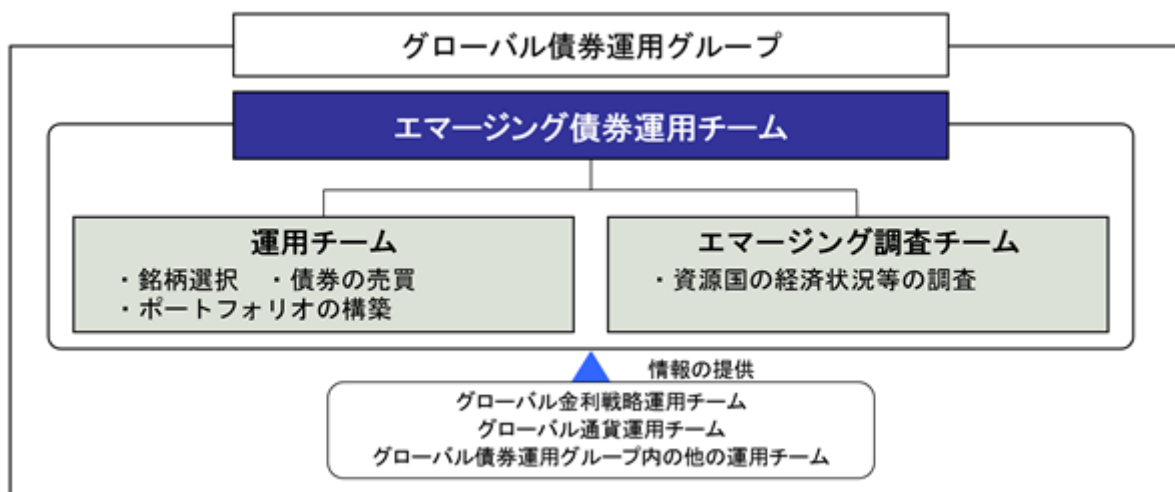 グローバル債券運用グループ
エマージング債券運用チーム
運用チーム
・銘柄選択 ・債券の売買
・ポートフォリオの構築
エマージング調査チーム
・資源国の経済状況等の調査
情報の提供
グローバル金利戦略運用チーム
グローバル通貨運用チーム
グローバル債券運用グループ内の他の運用チーム